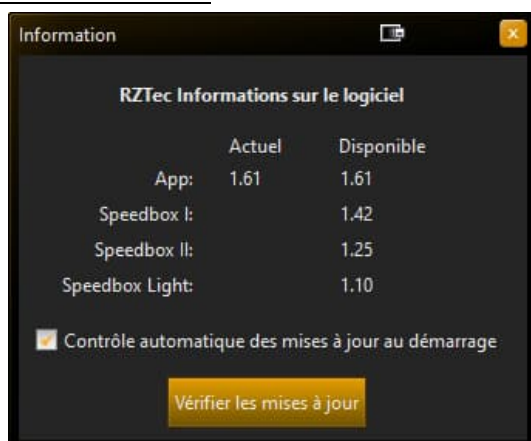 Information
RZTec Informations sur le logiciel
Actuel Disponible
App: 1.61 1.61
Speedbox I: 1.42
Speedbox II: 1.25
Speedbox Light: 1.10
Contrôle automatique des mises à jour au démarrage
Vérifier les mises à jour